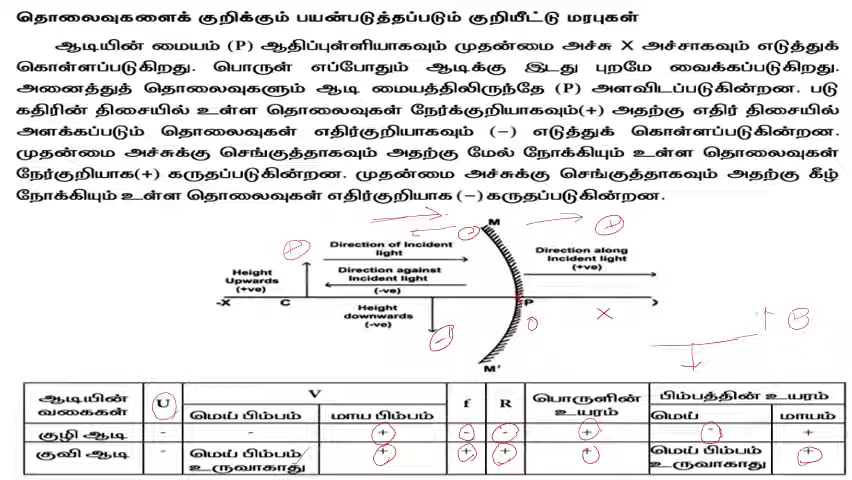 தொலைவுகளைக் குறிக்கும் பயன்படுத்தப்படும் குறியீட்டு மரபுகள்
ஆடியின் மையம் (P) ஆதிப்புள்ளியாகவும் முதன்மை அச்சு X அச்சாகவும் எடுத்துக்
கொள்ளப்படுகிறது. பொருள் எப்போதும் ஆடிக்கு இடது புறமே வைக்கப்படுகிறது.
அனைத்துத் தொலைவுகளும் ஆடி மையத்திலிருந்தே (P) அளவிடப்படுகின்றன. படு
கதிரின் திசையில் உள்ள தொலைவுகள் நேர்க்குறியாகவும்(+) அதற்கு எதிர் திசையில்
அளக்கப்படும் தொலைவுகள் எதிர்குறியாகவும் (−) எடுத்துக் கொள்ளப்படுகின்றன.
முதன்மை அச்சுக்கு செங்குத்தாகவும் அதற்கு மேல் நோக்கியும் உள்ள தொலைவுகள்
நேர்குறியாக(+) கருதப்படுகின்றன. முதன்மை அச்சுக்கு செங்குத்தாகவும் அதற்கு கீழ்
நோக்கியும் உள்ள தொலைவுகள் எதிர்குறியாக (−) கருதப்படுகின்றன.
M
Direction of Incident light
Direction along Incident light (+ve)
Height Upwards (+ve)
Direction against Incident light (-ve)
-X C P
Height downwards (-ve)
O X
M'
ஆடியின் வகைகள் U V f R பொருளின் உயரம் பிம்பத்தின் உயரம்
மெய் பிம்பம் மாய பிம்பம் மெய் மாயம்
குழி ஆடி - - + - - + - +
குவி ஆடி - மெய் பிம்பம் உருவாகாது + + + + மெய் பிம்பம் உருவாகாது +